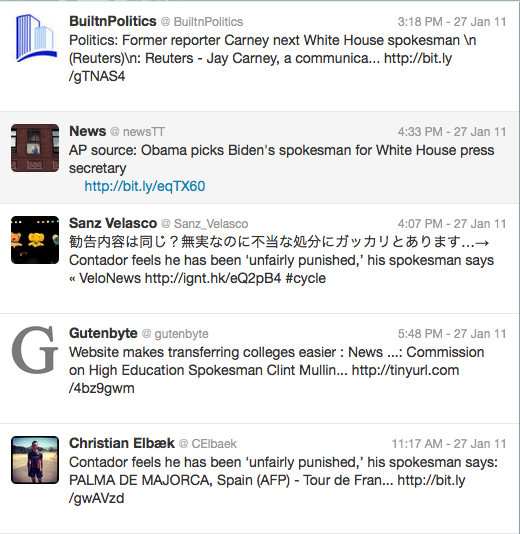 BuiltnPolitics @ BuiltnPolitics 3:18 PM - 27 Jan 11
Politics: Former reporter Carney next White House spokesman \n
(Reuters)\n: Reuters - Jay Carney, a communica... http://bit.ly
/gTNAS4
News @ newsTT 4:33 PM - 27 Jan 11
AP source: Obama picks Biden's spokesman for White House press
secretary
http://bit.ly/eqTX60
Sanz Velasco @ Sanz_Velasco 4:07 PM - 27 Jan 11
勧告内容は同じ？無実なのに不当な処分にガッカリとあります…→
Contador feels he has been ‘unfairly punished,’ his spokesman says
« VeloNews http://ignt.hk/eQ2pB4 #cycle
G
Gutenbyte @ gutenbyte 5:48 PM - 27 Jan 11
Website makes transferring colleges easier : News ...: Commission
on High Education Spokesman Clint Mullin... http://tinyurl.com
/4bz9gwm
Christian Elbæk @ CElbaek 11:17 AM - 27 Jan 11
Contador feels he has been ‘unfairly punished,’ his spokesman says:
PALMA DE MAJORCA, Spain (AFP) - Tour de Fran... http://bit.ly
/gwAVzd